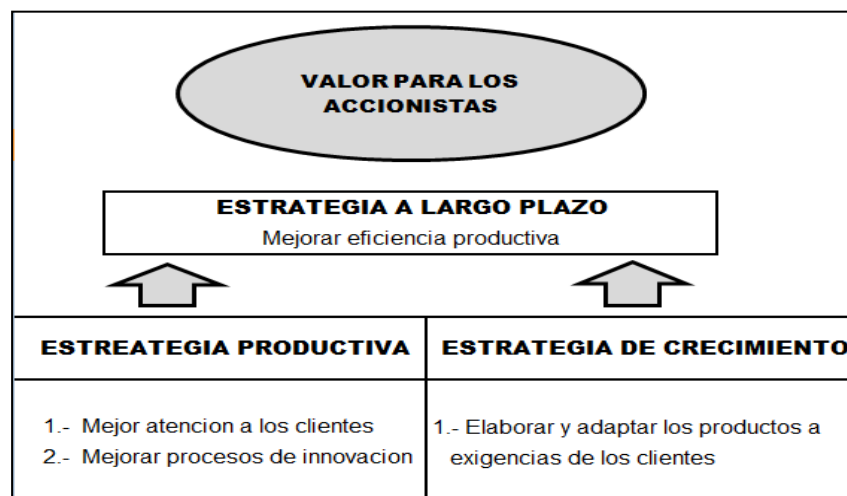 VALOR PARA LOS
ACCIONISTAS
ESTRATEGIA A LARGO PLAZO
Mejorar eficiencia productiva
ESTREATEGIA PRODUCTIVA
1.- Mejor atencion a los clientes
2.- Mejorar procesos de innovacion
ESTRATEGIA DE CRECIMIENTO
1.- Elaborar y adaptar los productos a
exigencias de los clientes